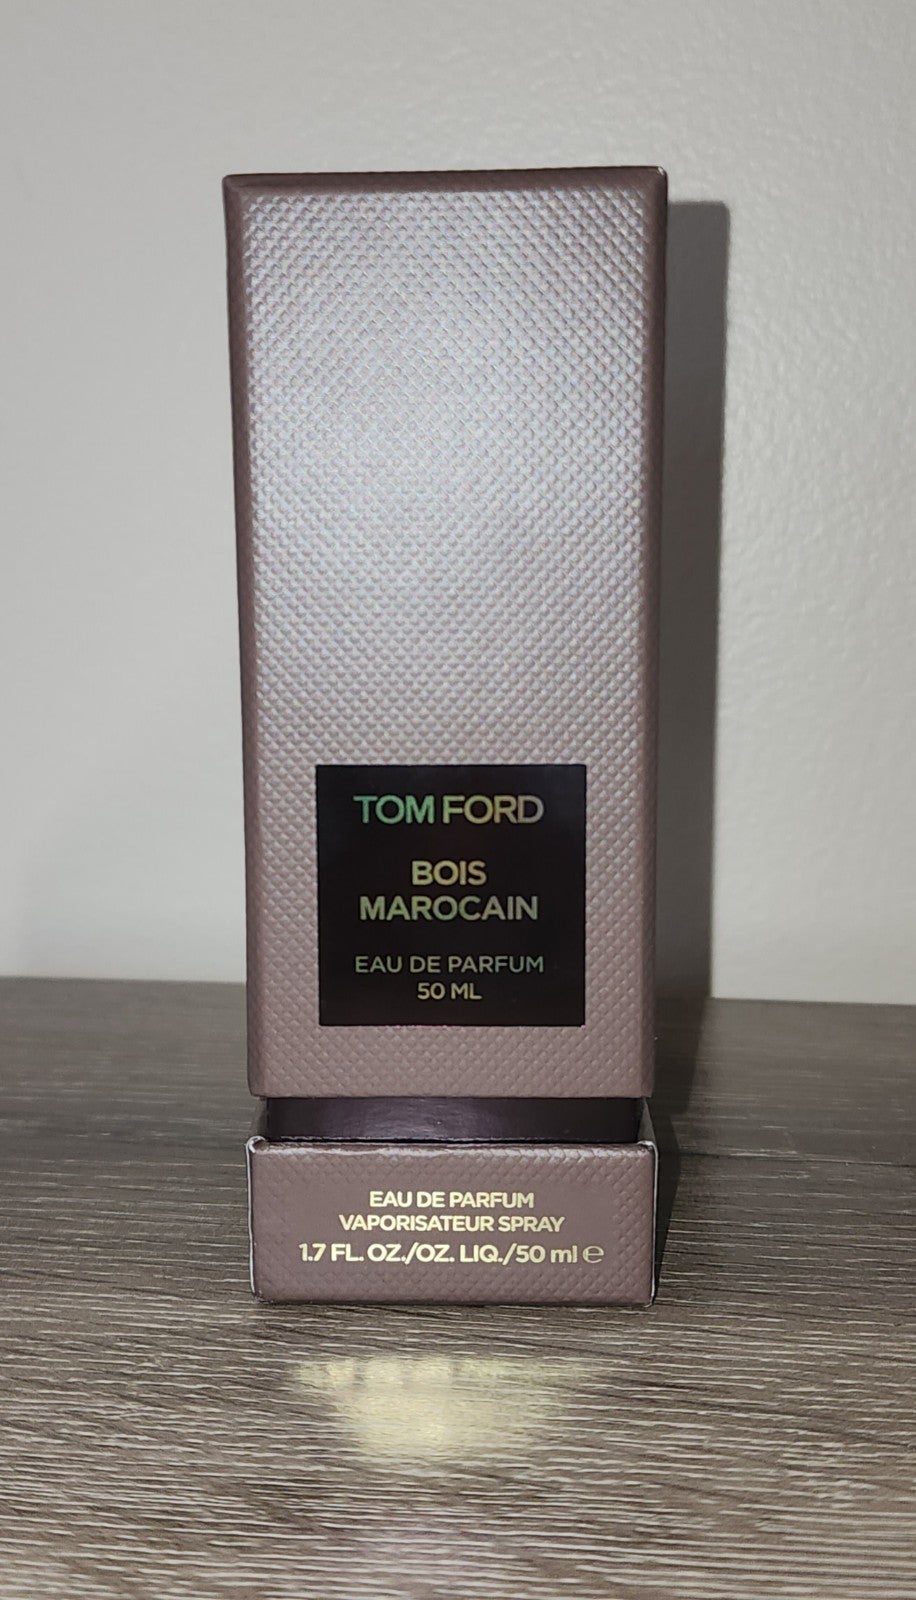 TOM FORD
BOIS
MAROCAIN
EAU DE PARFUM
50 ML
EAU DE PARFUM
VAPORISATEUR SPRAY
1.7 FL. OZ./OZ. LIQ./50 ml ℮